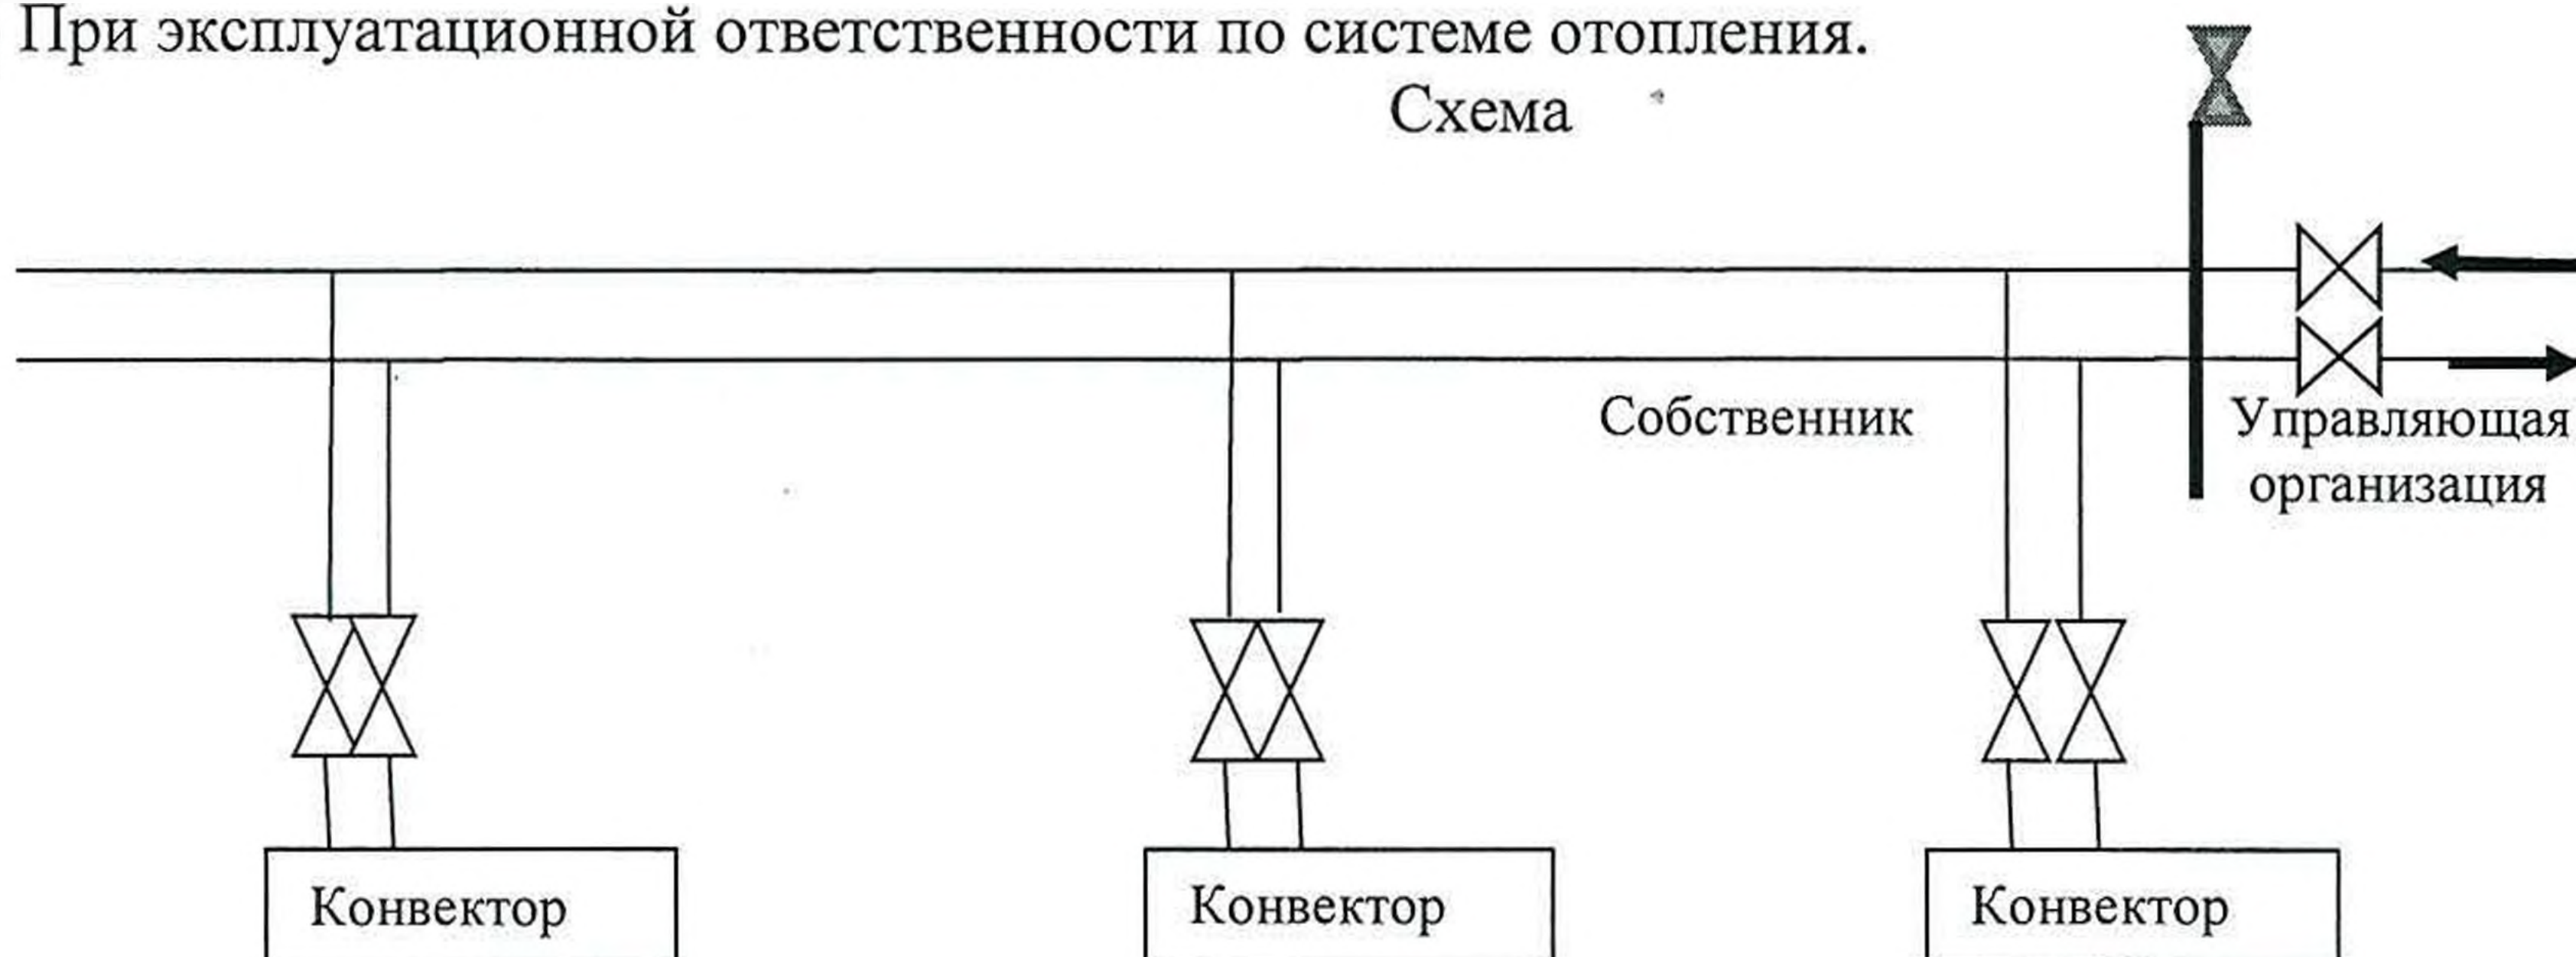 При эксплуатационной ответственности по системе отопления.
Схема
Собственник
Управляющая
организация
Конвектор
Конвектор
Конвектор